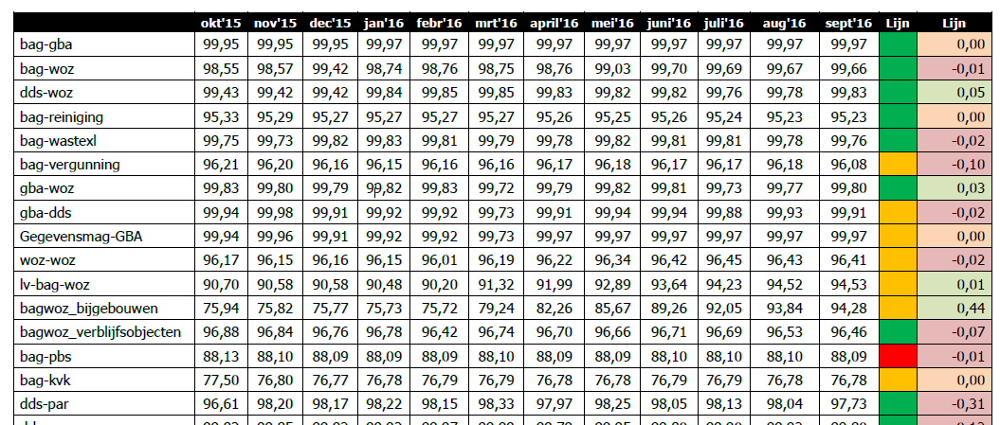 okt'15 nov'15 dec'15 jan'16 febr'16 mrt'16 april'16 mei'16 juni'16 juli'16 aug'16 sept'16 Lijn Lijn
bag-gba 99,95 99,95 99,95 99,97 99,97 99,97 99,97 99,97 99,97 99,97 99,97 99,97 0,00
bag-woz 98,55 98,57 99,42 98,74 98,76 98,75 98,76 99,03 99,70 99,69 99,67 99,66 -0,01
dds-woz 99,43 99,42 99,42 99,84 99,85 99,85 99,83 99,82 99,82 99,76 99,78 99,83 0,05
bag-reiniging 95,33 95,29 95,27 95,27 95,27 95,27 95,26 95,25 95,26 95,24 95,23 95,23 0,00
bag-wastexl 99,75 99,73 99,82 99,83 99,81 99,79 99,78 99,82 99,81 99,81 99,78 99,76 -0,02
bag-vergunning 96,21 96,20 96,16 96,15 96,16 96,16 96,17 96,18 96,17 96,17 96,18 96,08 -0,10
gba-woz 99,83 99,80 99,79 99,82 99,83 99,72 99,79 99,82 99,81 99,73 99,77 99,80 0,03
gba-dds 99,94 99,98 99,91 99,92 99,92 99,73 99,91 99,94 99,94 99,88 99,93 99,91 -0,02
Gegevensmag-GBA 99,94 99,96 99,91 99,92 99,92 99,73 99,97 99,97 99,97 99,97 99,97 99,97 0,00
woz-woz 96,17 96,15 96,16 96,15 96,01 96,19 96,22 96,34 96,42 96,45 96,43 96,41 -0,02
lv-bag-woz 90,70 90,58 90,58 90,48 90,20 91,32 91,99 92,89 93,64 94,23 94,52 94,53 0,01
bagwoz_bijgebouwen 75,94 75,82 75,77 75,73 75,72 79,24 82,26 85,67 89,26 92,05 93,84 94,28 0,44
bagwoz_verblijfsobjecten 96,88 96,84 96,76 96,78 96,42 96,74 96,70 96,66 96,71 96,69 96,53 96,46 -0,07
bag-pbs 88,13 88,10 88,09 88,09 88,09 88,10 88,09 88,09 88,10 88,10 88,10 88,09 -0,01
bag-kvk 77,50 76,80 76,77 76,78 76,79 76,79 76,78 76,78 76,79 76,79 76,78 76,78 0,00
dds-par 96,61 98,20 98,17 98,22 98,15 98,33 97,97 98,25 98,05 98,13 98,04 97,73 -0,31